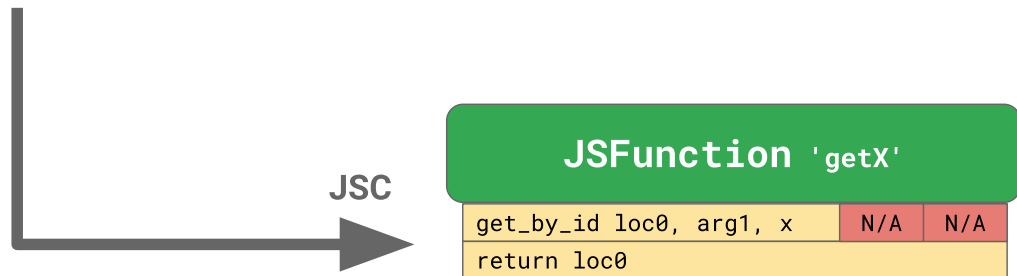 JSFunction 'getX'
JSC
get_by_id loc0, arg1, x N/A N/A
return loc0